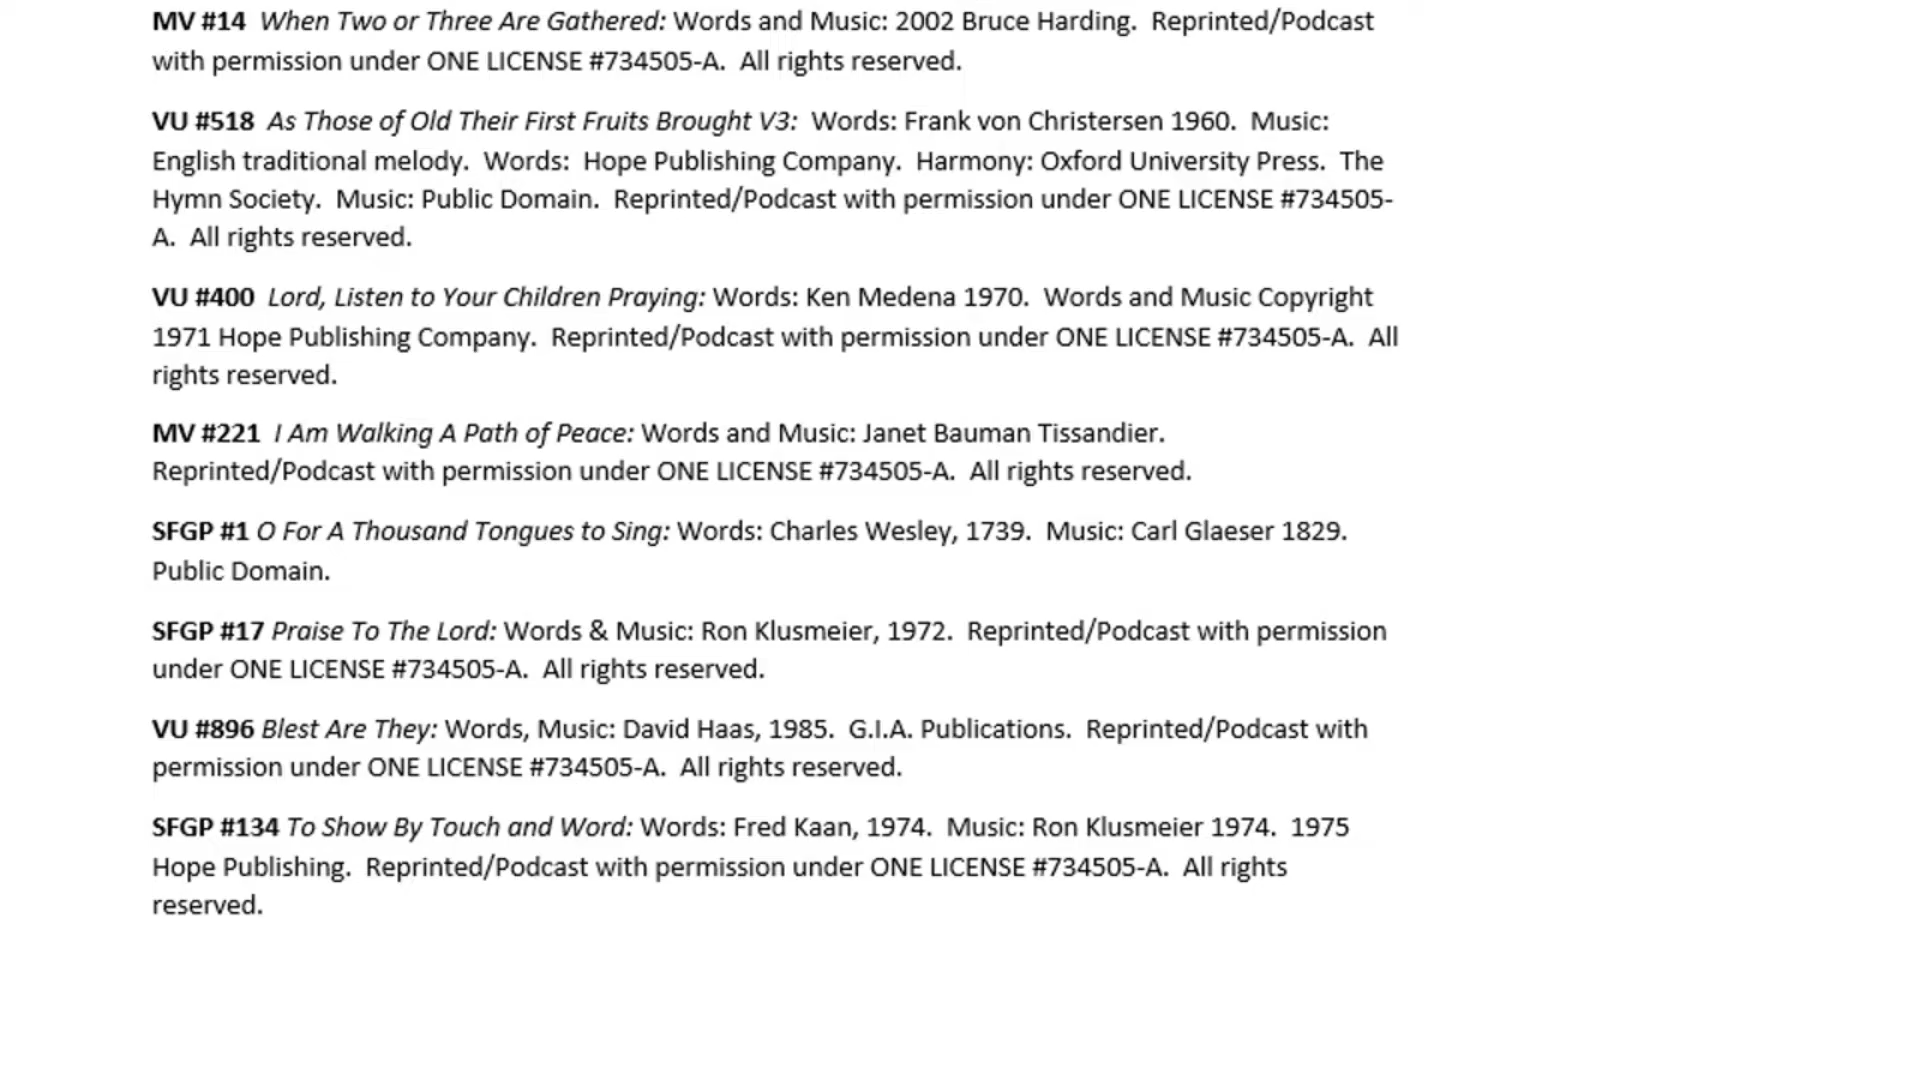 MV #14  When Two or Three Are Gathered: Words and Music: 2002 Bruce Harding.  Reprinted/Podcast
with permission under ONE LICENSE #734505-A.  All rights reserved.
VU #518  As Those of Old Their First Fruits Brought V3:  Words: Frank von Christersen 1960.  Music:
English traditional melody.  Words:  Hope Publishing Company.  Harmony: Oxford University Press.  The
Hymn Society.  Music: Public Domain.  Reprinted/Podcast with permission under ONE LICENSE #734505-
A.  All rights reserved.
VU #400  Lord, Listen to Your Children Praying: Words: Ken Medena 1970.  Words and Music Copyright
1971 Hope Publishing Company.  Reprinted/Podcast with permission under ONE LICENSE #734505-A.  All
rights reserved.
MV #221  I Am Walking A Path of Peace: Words and Music: Janet Bauman Tissandier.
Reprinted/Podcast with permission under ONE LICENSE #734505-A.  All rights reserved.
SFGP #1 O For A Thousand Tongues to Sing: Words: Charles Wesley, 1739.  Music: Carl Glaeser 1829.
Public Domain.
SFGP #17 Praise To The Lord: Words & Music: Ron Klusmeier, 1972.  Reprinted/Podcast with permission
under ONE LICENSE #734505-A.  All rights reserved.
VU #896 Blest Are They: Words, Music: David Haas, 1985.  G.I.A. Publications.  Reprinted/Podcast with
permission under ONE LICENSE #734505-A.  All rights reserved.
SFGP #134 To Show By Touch and Word: Words: Fred Kaan, 1974.  Music: Ron Klusmeier 1974.  1975
Hope Publishing.  Reprinted/Podcast with permission under ONE LICENSE #734505-A.  All rights
reserved.